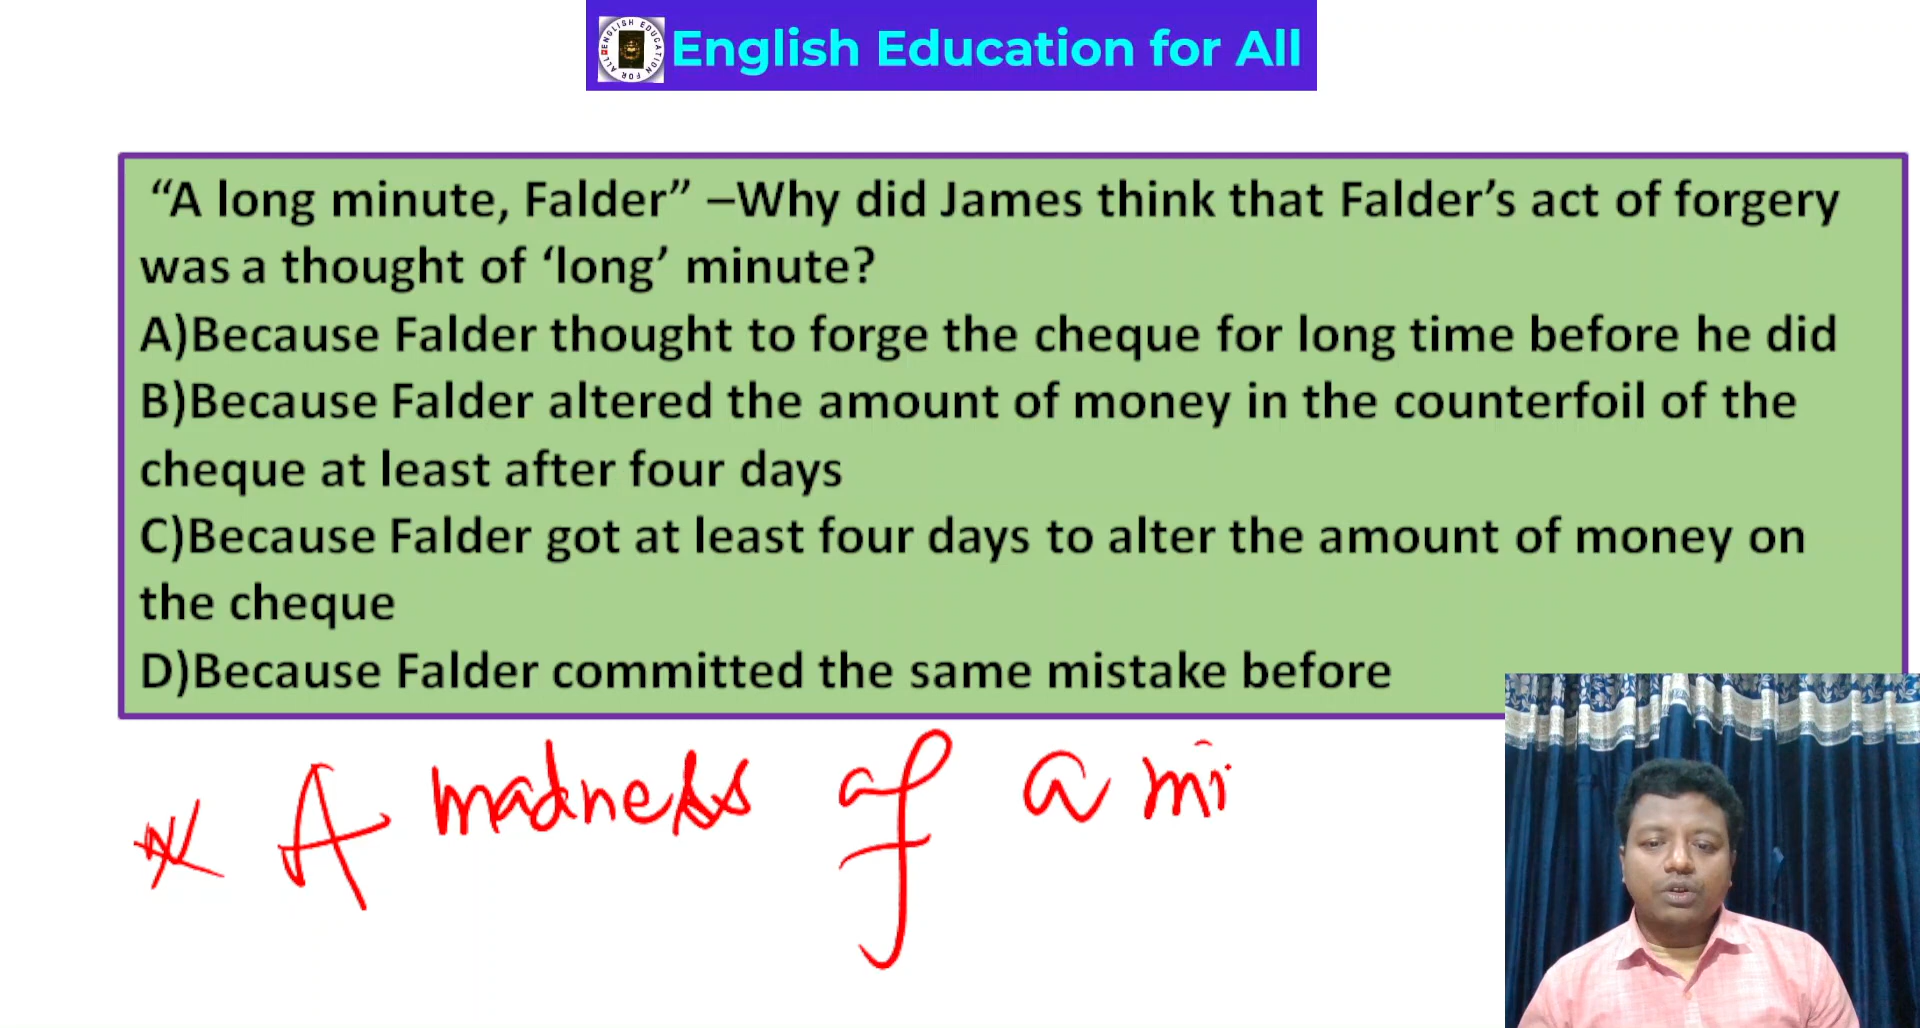 English Education for All
“A long minute, Falder” –Why did James think that Falder’s act of forgery
was a thought of ‘long’ minute?
A)Because Falder thought to forge the cheque for long time before he did
B)Because Falder altered the amount of money in the counterfoil of the
cheque at least after four days
C)Because Falder got at least four days to alter the amount of money on
the cheque
D)Because Falder committed the same mistake before
A madness of a mi